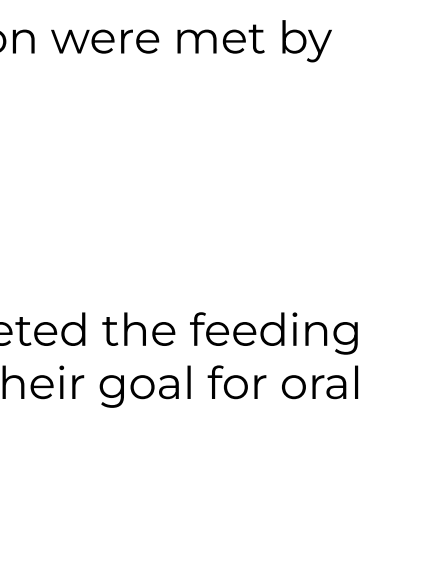 on were met by
eted the feeding
heir goal for oral